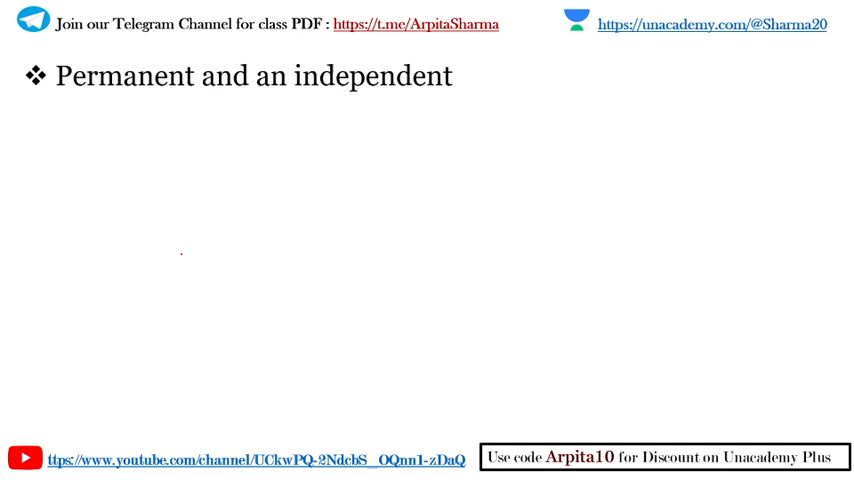 Join our Telegram Channel for class PDF : https://t.me/ArpitaSharma
https://unacademy.com/@Sharma20
❖ Permanent and an independent
ttps://www.youtube.com/channel/UCkwPQ-2NdcbS_OQnn1-zDaQ
Use code Arpita10 for Discount on Unacademy Plus